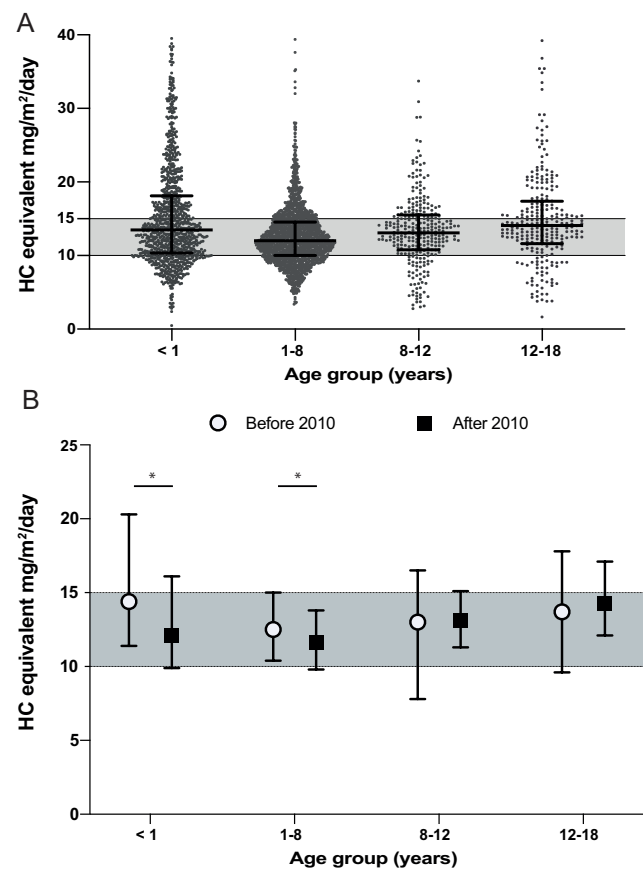 A
HC equivalent mg/m²/day
40
30
20
15
10
0
< 1
1-8
8-12
12-18
Age group (years)
B
Before 2010
After 2010
HC equivalent mg/m²/day
25
20
15
10
5
0
*
*
< 1
1-8
8-12
12-18
Age group (years)